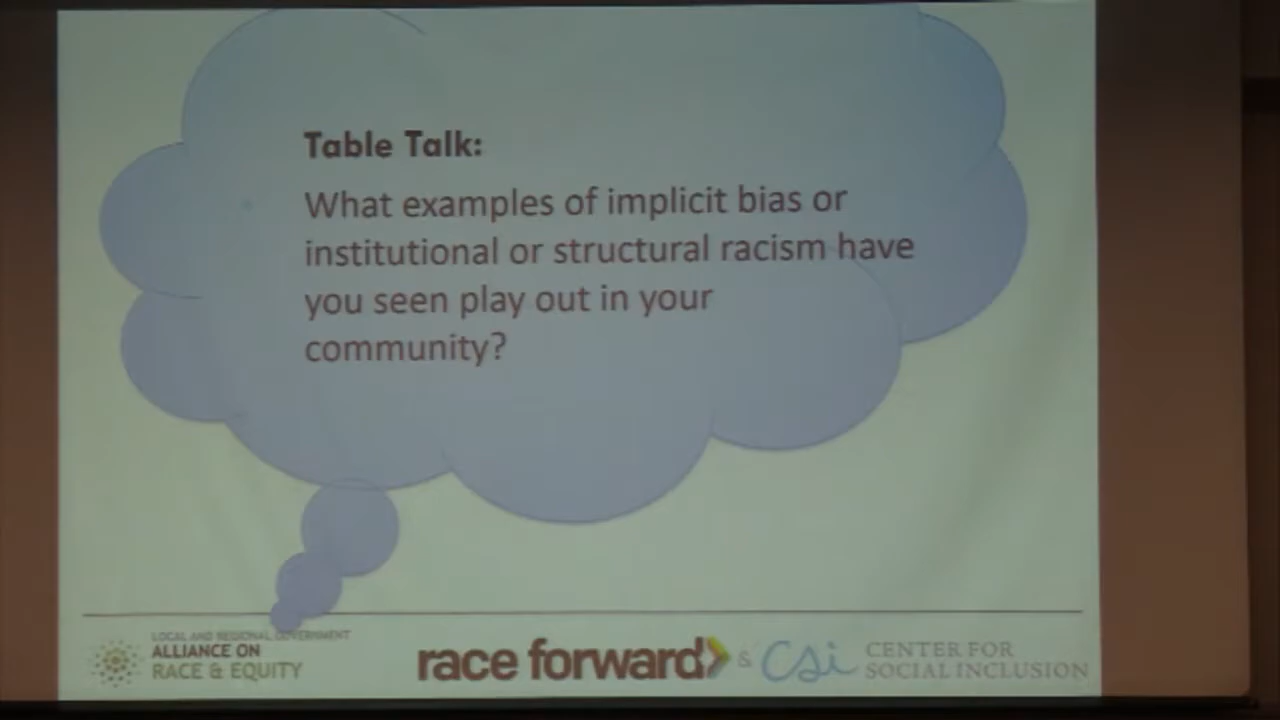 Table Talk:
What examples of implicit bias or
institutional or structural racism have
you seen play out in your
community?
LOCAL AND REGIONAL GOVERNMENT
ALLIANCE ON
RACE & EQUITY
race forward
&
csi
CENTER FOR
SOCIAL INCLUSION